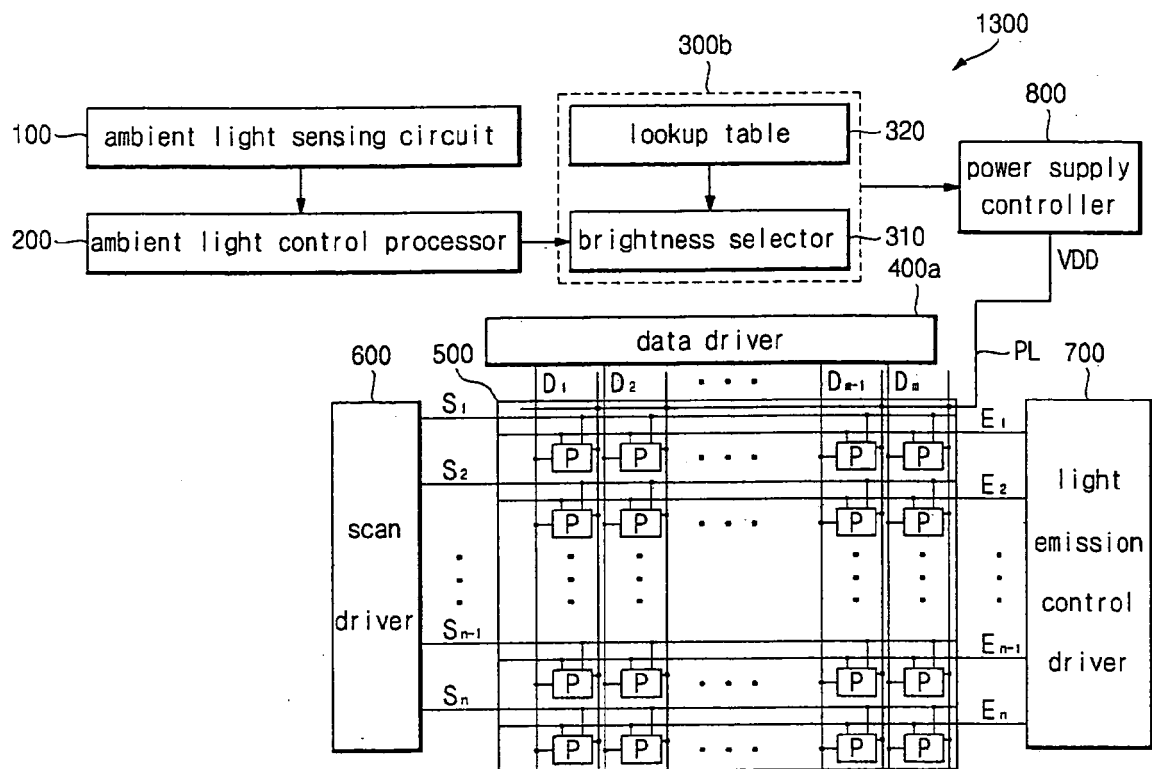 1300
300b
800
100
ambient light sensing circuit
lookup table
320
power supply
controller
200
ambient light control processor
brightness selector
310
VDD
400a
data driver
PL
600
500
700
D1 D2 ... Dm-1 Dm
S1
E1
P P ... P P
S2
E2
P P ... P P
scan
driver
light
emission
control
driver
Sn-1
En-1
P P ... P P
Sn
En
P P ... P P